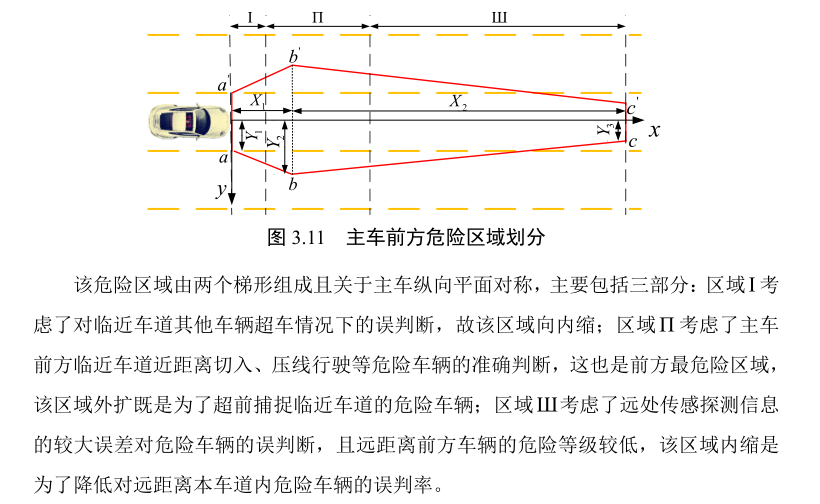 I П Ш
b'
a'
X₁ X₂ c'
Y₁ Y₂ Y₃ x
a c
y b
图 3.11 主车前方危险区域划分
该危险区域由两个梯形组成且关于主车纵向平面对称，主要包括三部分：区域 I 考
虑了对临近车道其他车辆超车情况下的误判断，故该区域向内缩；区域 П 考虑了主车
前方临近车道近距离切入、压线行驶等危险车辆的准确判断，这也是前方最危险区域，
该区域外扩既是为了超前捕捉临近车道的危险车辆；区域 Ш 考虑了远处传感探测信息
的较大误差对危险车辆的误判断，且远距离前方车辆的危险等级较低，该区域内缩是
为了降低对远距离本车道内危险车辆的误判率。